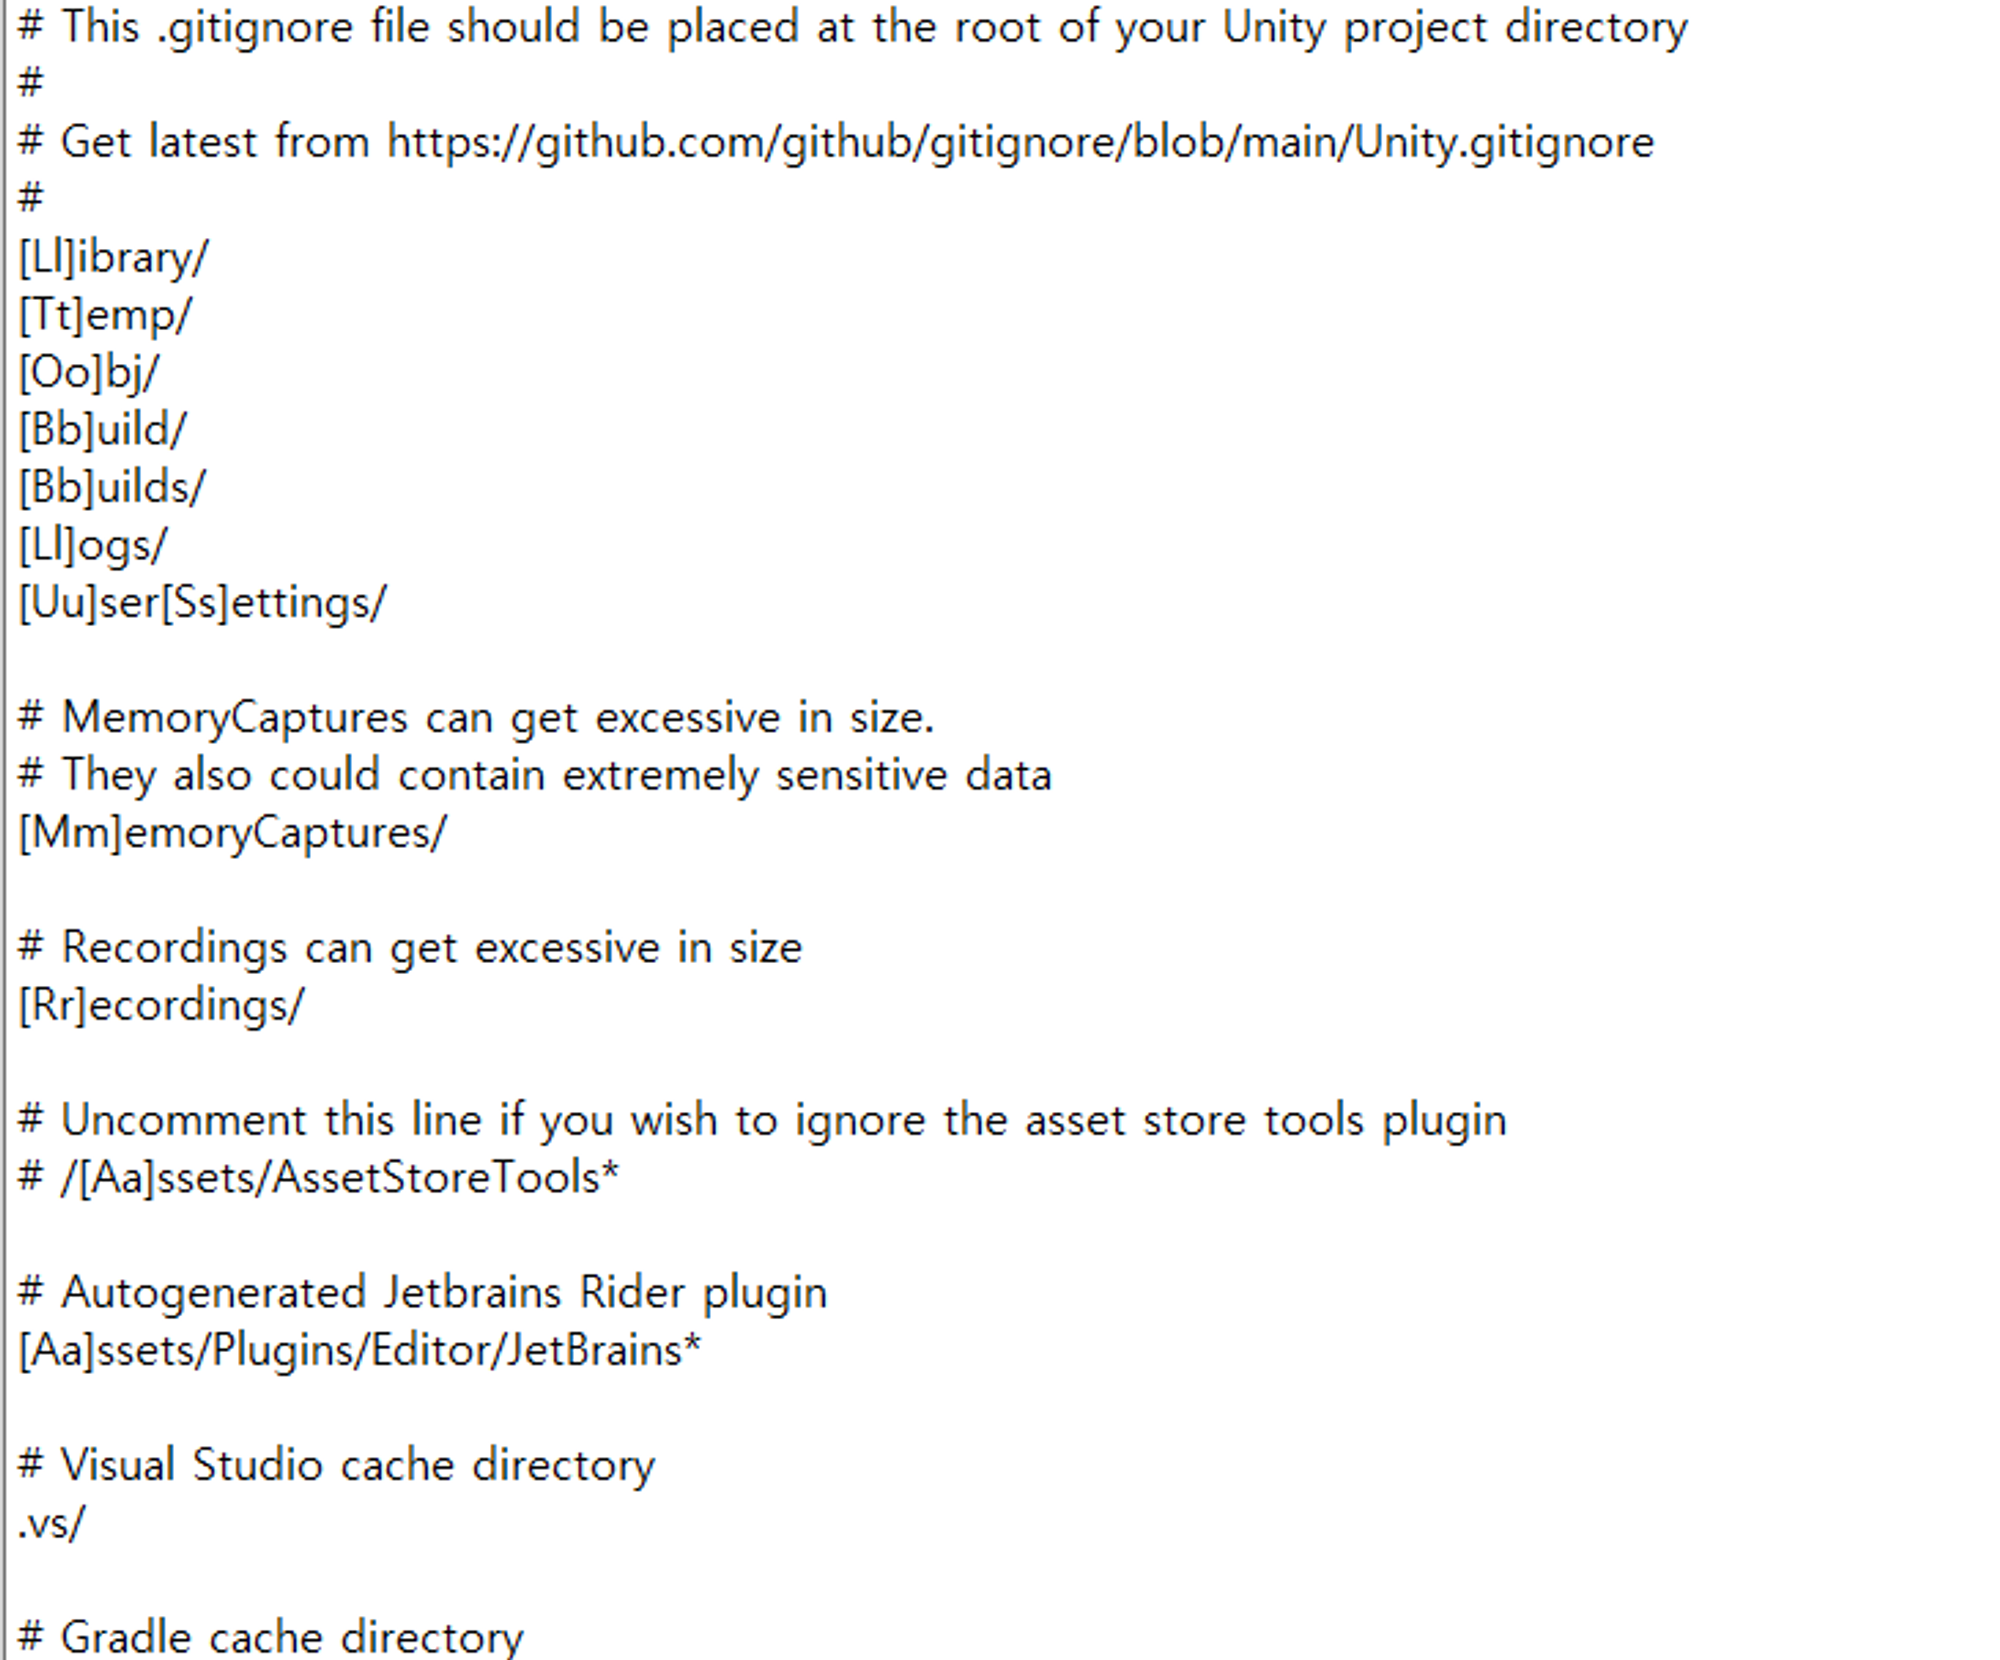 # This .gitignore file should be placed at the root of your Unity project directory
#
# Get latest from https://github.com/github/gitignore/blob/main/Unity.gitignore
#
[Ll]ibrary/
[Tt]emp/
[Oo]bj/
[Bb]uild/
[Bb]uilds/
[Ll]ogs/
[Uu]ser[Ss]ettings/

# MemoryCaptures can get excessive in size.
# They also could contain extremely sensitive data
[Mm]emoryCaptures/

# Recordings can get excessive in size
[Rr]ecordings/

# Uncomment this line if you wish to ignore the asset store tools plugin
# /[Aa]ssets/AssetStoreTools*

# Autogenerated Jetbrains Rider plugin
[Aa]ssets/Plugins/Editor/JetBrains*

# Visual Studio cache directory
.vs/

# Gradle cache directory